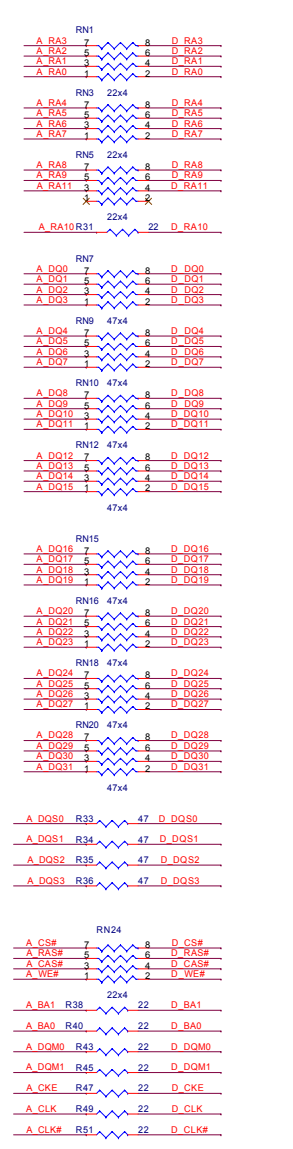 RN1
A_RA3 7 8 D_RA3
A_RA2 5 6 D_RA2
A_RA1 3 4 D_RA1
A_RA0 1 2 D_RA0
RN3 22x4
A_RA4 7 8 D_RA4
A_RA5 5 6 D_RA5
A_RA6 3 4 D_RA6
A_RA7 1 2 D_RA7
RN5 22x4
A_RA8 7 8 D_RA8
A_RA9 5 6 D_RA9
A_RA11 3 4 D_RA11
1 2
22x4
A_RA10 R31 22 D_RA10
RN7
A_DQ0 7 8 D_DQ0
A_DQ1 5 6 D_DQ1
A_DQ2 3 4 D_DQ2
A_DQ3 1 2 D_DQ3
RN9 47x4
A_DQ4 7 8 D_DQ4
A_DQ5 5 6 D_DQ5
A_DQ6 3 4 D_DQ6
A_DQ7 1 2 D_DQ7
RN10 47x4
A_DQ8 7 8 D_DQ8
A_DQ9 5 6 D_DQ9
A_DQ10 3 4 D_DQ10
A_DQ11 1 2 D_DQ11
RN12 47x4
A_DQ12 7 8 D_DQ12
A_DQ13 5 6 D_DQ13
A_DQ14 3 4 D_DQ14
A_DQ15 1 2 D_DQ15
47x4
RN15
A_DQ16 7 8 D_DQ16
A_DQ17 5 6 D_DQ17
A_DQ18 3 4 D_DQ18
A_DQ19 1 2 D_DQ19
RN16 47x4
A_DQ20 7 8 D_DQ20
A_DQ21 5 6 D_DQ21
A_DQ22 3 4 D_DQ22
A_DQ23 1 2 D_DQ23
RN18 47x4
A_DQ24 7 8 D_DQ24
A_DQ25 5 6 D_DQ25
A_DQ26 3 4 D_DQ26
A_DQ27 1 2 D_DQ27
RN20 47x4
A_DQ28 7 8 D_DQ28
A_DQ29 5 6 D_DQ29
A_DQ30 3 4 D_DQ30
A_DQ31 1 2 D_DQ31
47x4
A_DQS0 R33 47 D_DQS0
A_DQS1 R34 47 D_DQS1
A_DQS2 R35 47 D_DQS2
A_DQS3 R36 47 D_DQS3
RN24
A_CS# 7 8 D_CS#
A_RAS# 5 6 D_RAS#
A_CAS# 3 4 D_CAS#
A_WE# 1 2 D_WE#
22x4
A_BA1 R38 22 D_BA1
A_BA0 R40 22 D_BA0
A_DQM0 R43 22 D_DQM0
A_DQM1 R45 22 D_DQM1
A_CKE R47 22 D_CKE
A_CLK R49 22 D_CLK
A_CLK# R51 22 D_CLK#